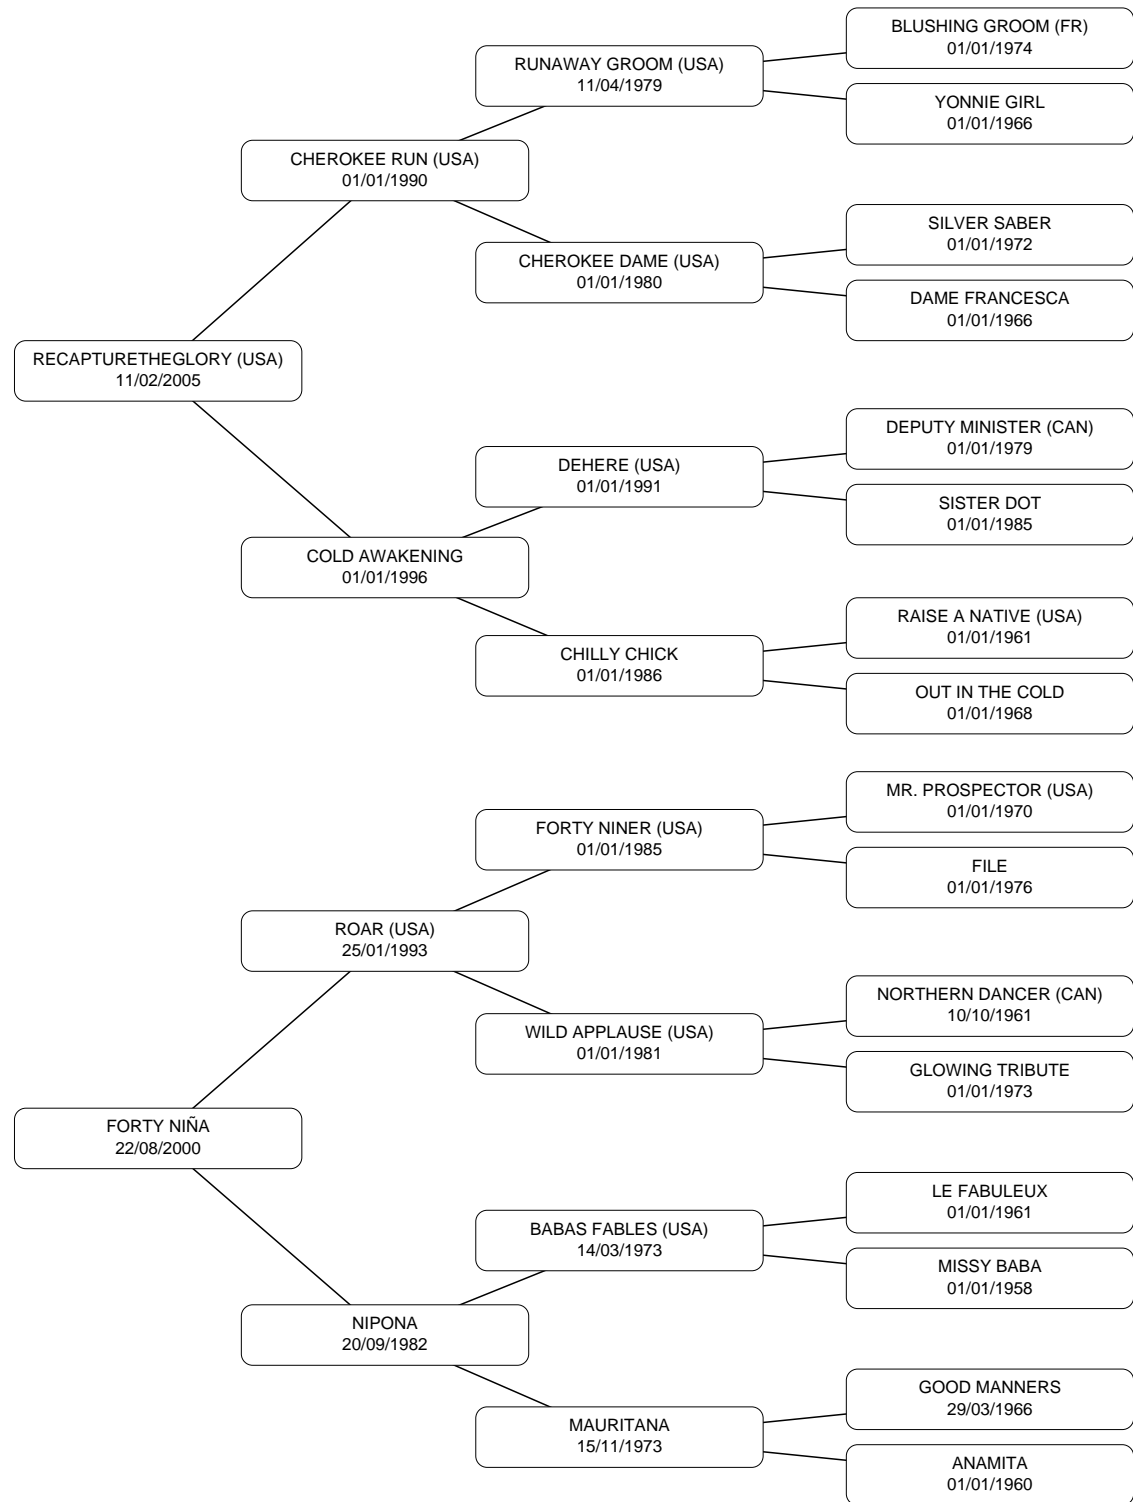 BLUSHING GROOM (FR)
01/01/1974
RUNAWAY GROOM (USA)
11/04/1979
YONNIE GIRL
01/01/1966
CHEROKEE RUN (USA)
01/01/1990
SILVER SABER
01/01/1972
CHEROKEE DAME (USA)
01/01/1980
DAME FRANCESCA
01/01/1966
RECAPTURETHEGLORY (USA)
11/02/2005
DEPUTY MINISTER (CAN)
01/01/1979
DEHERE (USA)
01/01/1991
SISTER DOT
01/01/1985
COLD AWAKENING
01/01/1996
RAISE A NATIVE (USA)
01/01/1961
CHILLY CHICK
01/01/1986
OUT IN THE COLD
01/01/1968
MR. PROSPECTOR (USA)
01/01/1970
FORTY NINER (USA)
01/01/1985
FILE
01/01/1976
ROAR (USA)
25/01/1993
NORTHERN DANCER (CAN)
10/10/1961
WILD APPLAUSE (USA)
01/01/1981
GLOWING TRIBUTE
01/01/1973
FORTY NIÑA
22/08/2000
LE FABULEUX
01/01/1961
BABAS FABLES (USA)
14/03/1973
MISSY BABA
01/01/1958
NIPONA
20/09/1982
GOOD MANNERS
29/03/1966
MAURITANA
15/11/1973
ANAMITA
01/01/1960